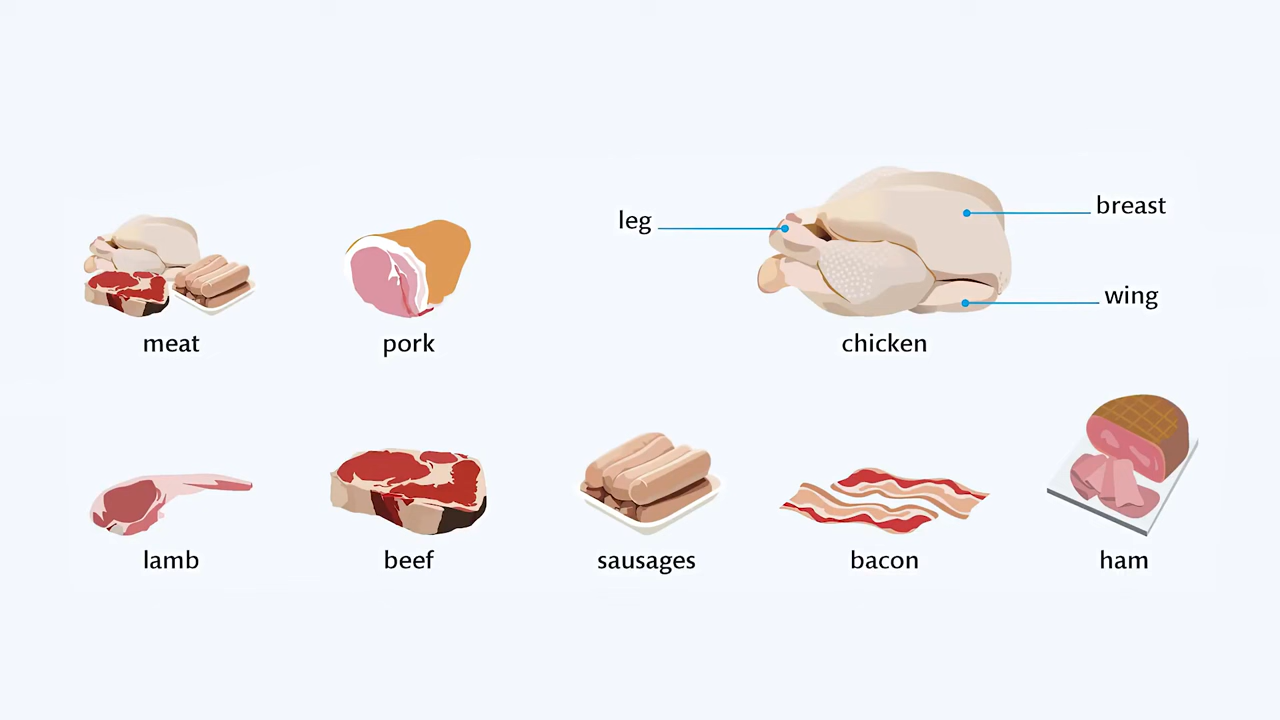 leg
breast
wing
meat
pork
chicken
lamb
beef
sausages
bacon
ham